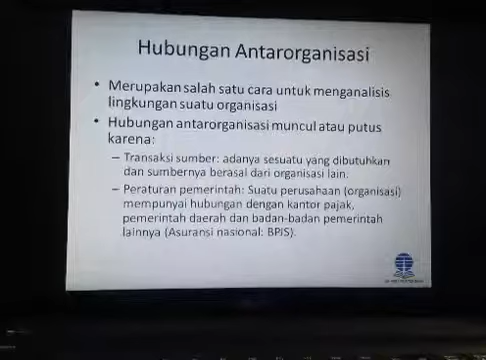 Hubungan Antarorganisasi
• Merupakan salah satu cara untuk menganalisis
lingkungan suatu organisasi
• Hubungan antarorganisasi muncul atau putus
karena:
– Transaksi sumber: adanya sesuatu yang dibutuhkan
dan sumbernya berasal dari organisasi lain.
– Peraturan pemerintah: Suatu perusahaan (organisasi)
mempunyai hubungan dengan kantor pajak,
pemerintah daerah dan badan-badan pemerintah
lainnya (Asuransi nasional: BPJS).